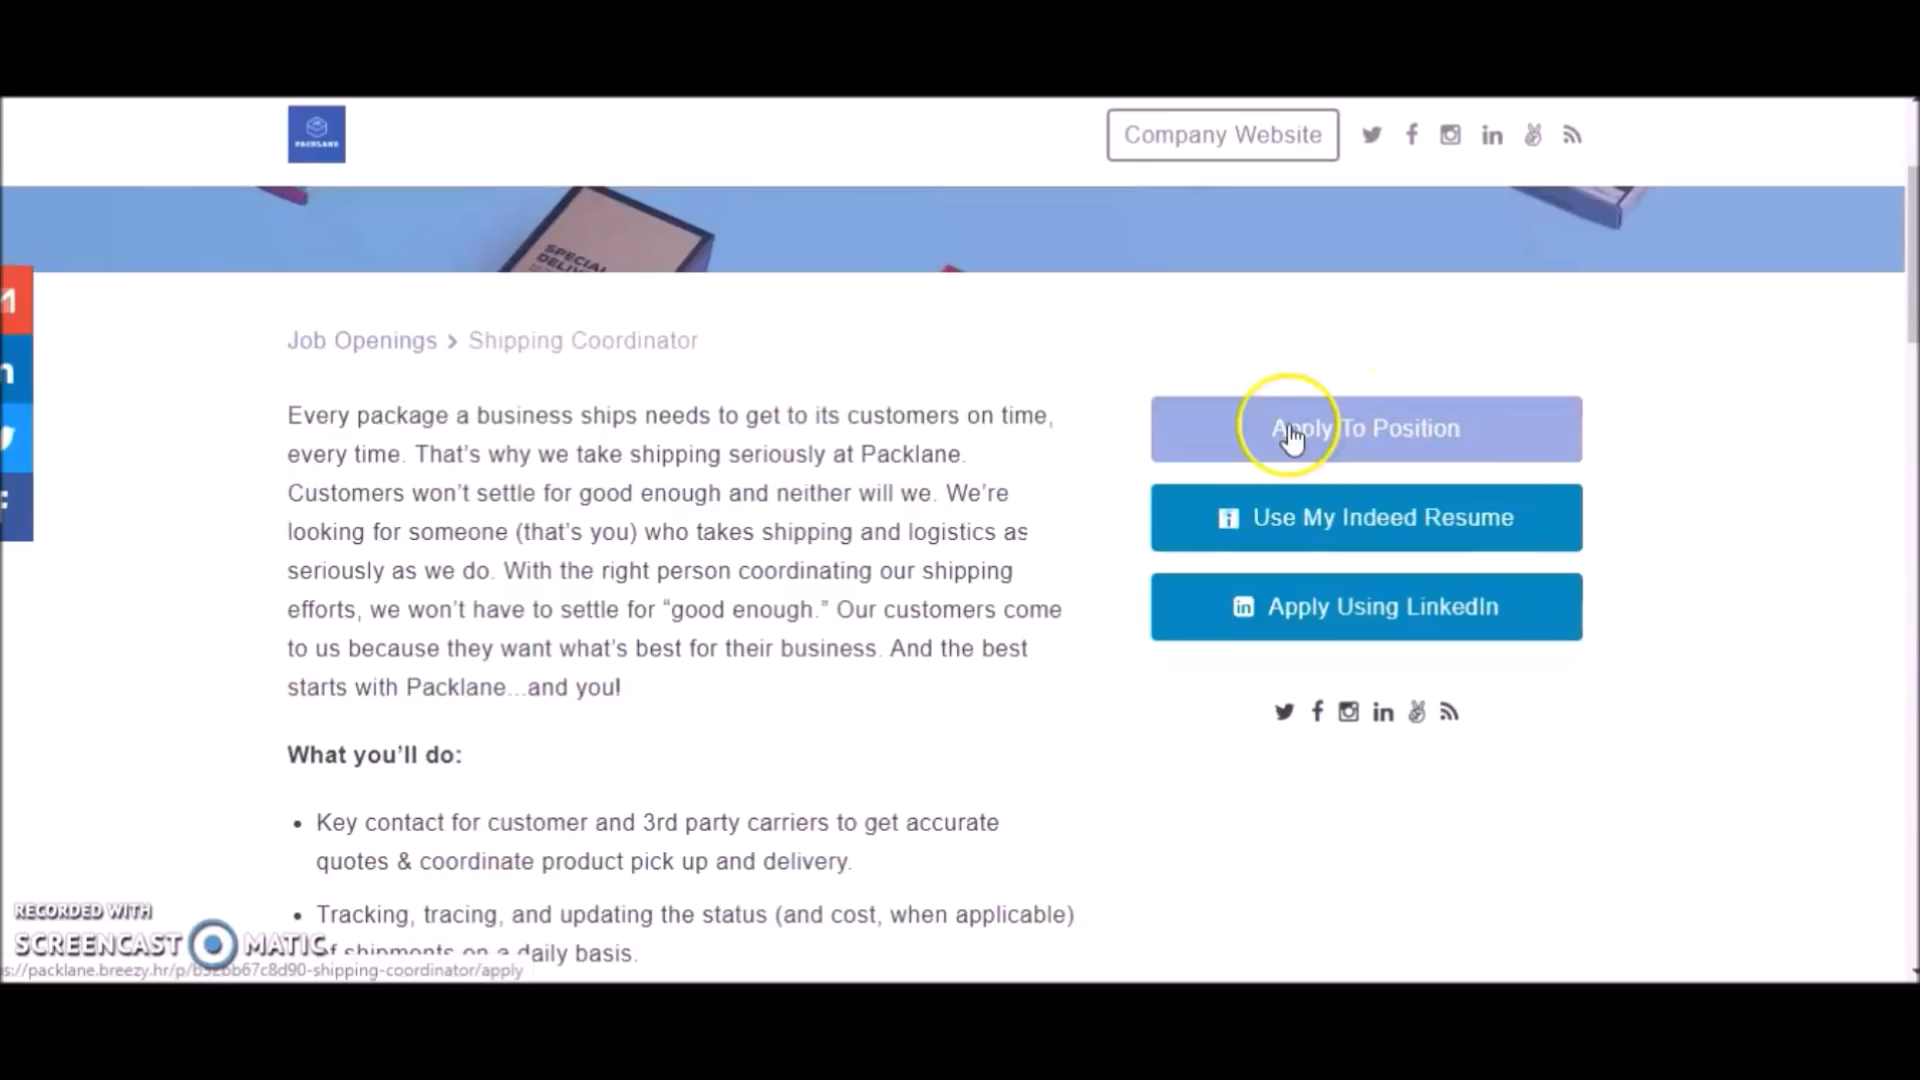 PACKLANE
Company Website
SPECIAL
Job Openings > Shipping Coordinator
Every package a business ships needs to get to its customers on time,
every time. That’s why we take shipping seriously at Packlane.
Customers won’t settle for good enough and neither will we. We’re
looking for someone (that’s you) who takes shipping and logistics as
seriously as we do. With the right person coordinating our shipping
efforts, we won’t have to settle for “good enough.” Our customers come
to us because they want what’s best for their business. And the best
starts with Packlane...and you!
Apply To Position
Use My Indeed Resume
Apply Using LinkedIn
What you’ll do:
• Key contact for customer and 3rd party carriers to get accurate
quotes & coordinate product pick up and delivery.
• Tracking, tracing, and updating the status (and cost, when applicable)
of shipments on a daily basis.
RECORDED WITH
SCREENCAST MATIC
s://packlane.breezy.hr/p/ -shipping-coordinator/apply